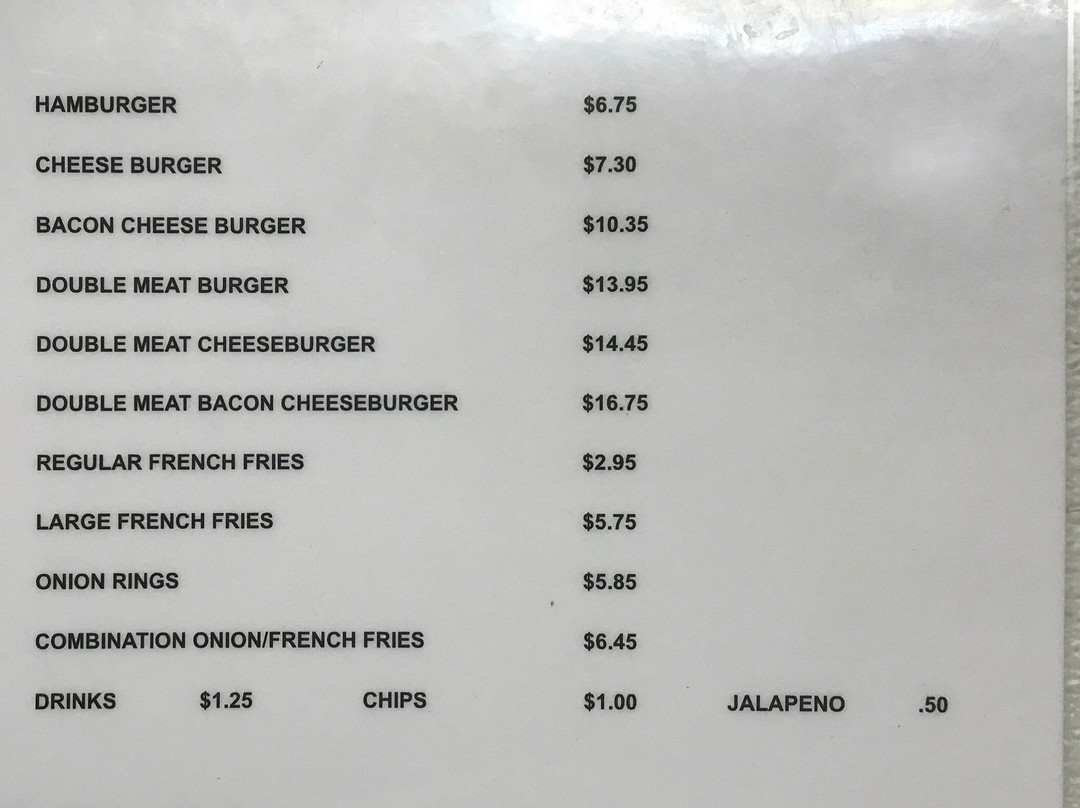 HAMBURGER $6.75
CHEESE BURGER $7.30
BACON CHEESE BURGER $10.35
DOUBLE MEAT BURGER $13.95
DOUBLE MEAT CHEESEBURGER $14.45
DOUBLE MEAT BACON CHEESEBURGER $16.75
REGULAR FRENCH FRIES $2.95
LARGE FRENCH FRIES $5.75
ONION RINGS $5.85
COMBINATION ONION/FRENCH FRIES $6.45
DRINKS $1.25 CHIPS $1.00 JALAPENO .50